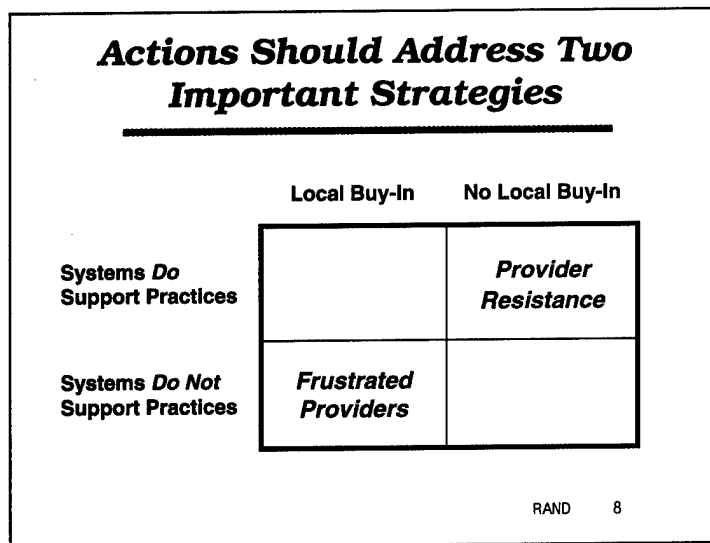 Actions Should Address Two
Important Strategies
Local Buy-In No Local Buy-In
Systems Do
Support Practices
Provider
Resistance
Systems Do Not
Support Practices
Frustrated
Providers
RAND 8